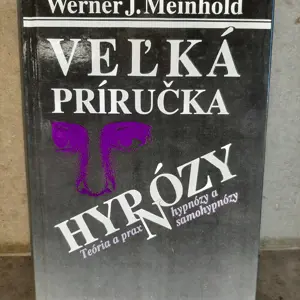 Werner J. Meinhold
VEĽKÁ
PRÍRUČKA
HYPNÓZY
Teória a prax
hypnózy a
samohypnózy